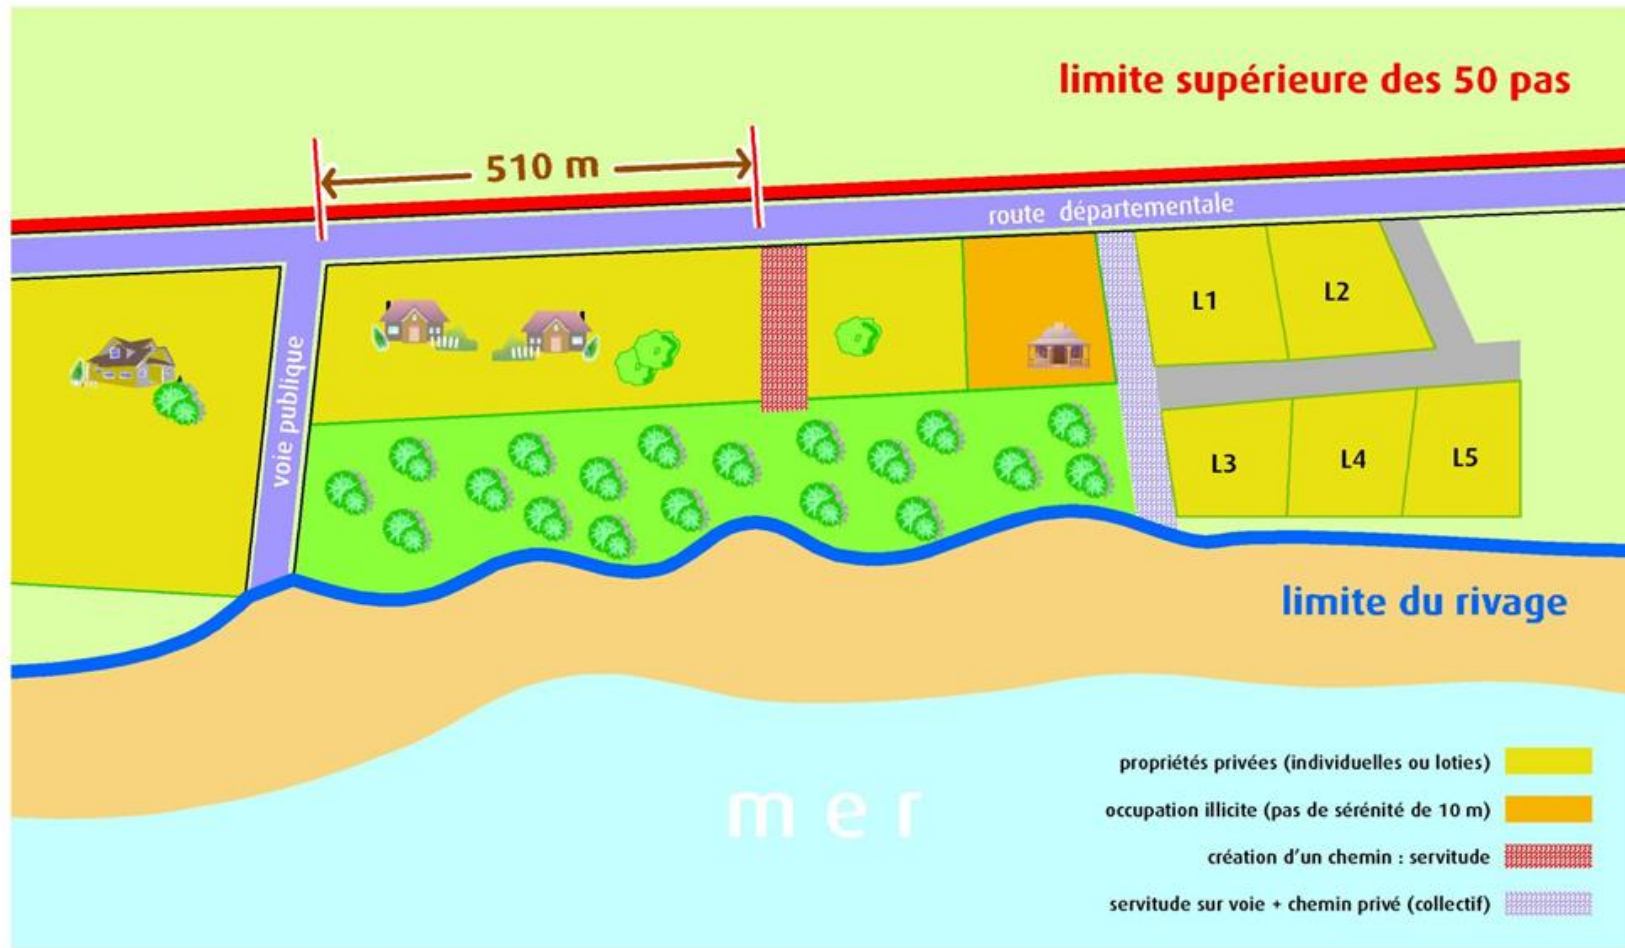 limite supérieure des 50 pas
510 m
route départementale
voie publique
L1
L2
L3
L4
L5
limite du rivage
mer
propriétés privées (individuelles ou loties)
occupation illicite (pas de sérénité de 10 m)
création d'un chemin : servitude
servitude sur voie + chemin privé (collectif)